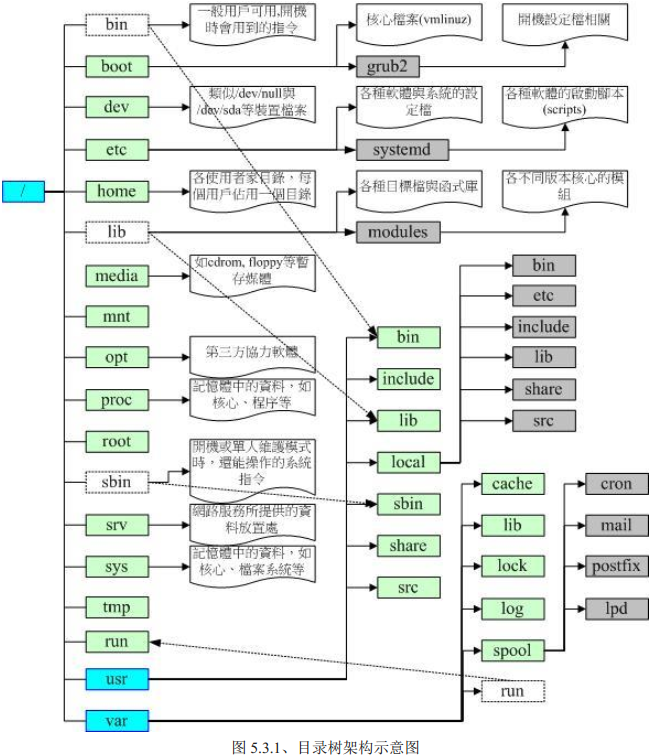 bin
一般用戶可用,開機
時會用到的指令
核心檔案(vmlinuz)
開機設定檔相關
boot
grub2
dev
類似/dev/null與
/dev/sda等裝置檔案
各種軟體與系統的設
定檔
各種軟體的啟動腳本
(scripts)
etc
systemd
/
home
各使用者家目錄，每
個用戶佔用一個目錄
各種目標檔與函式庫
各不同版本核心的模
組
lib
modules
media
如cdrom, floppy等暫
存媒體
bin
etc
mnt
include
bin
opt
第三方協力軟體
lib
include
proc
記憶體中的資料，如
核心、程序等
share
lib
src
root
local
sbin
開機或單人維護模式
時，還能操作的系統
指令
cache
cron
sbin
srv
網路服務所提供的資
料放置處
lib
mail
share
sys
記憶體中的資料，如
核心、檔案系統等
lock
postfix
src
tmp
log
lpd
run
spool
usr
run
var
图 5.3.1、目录树架构示意图